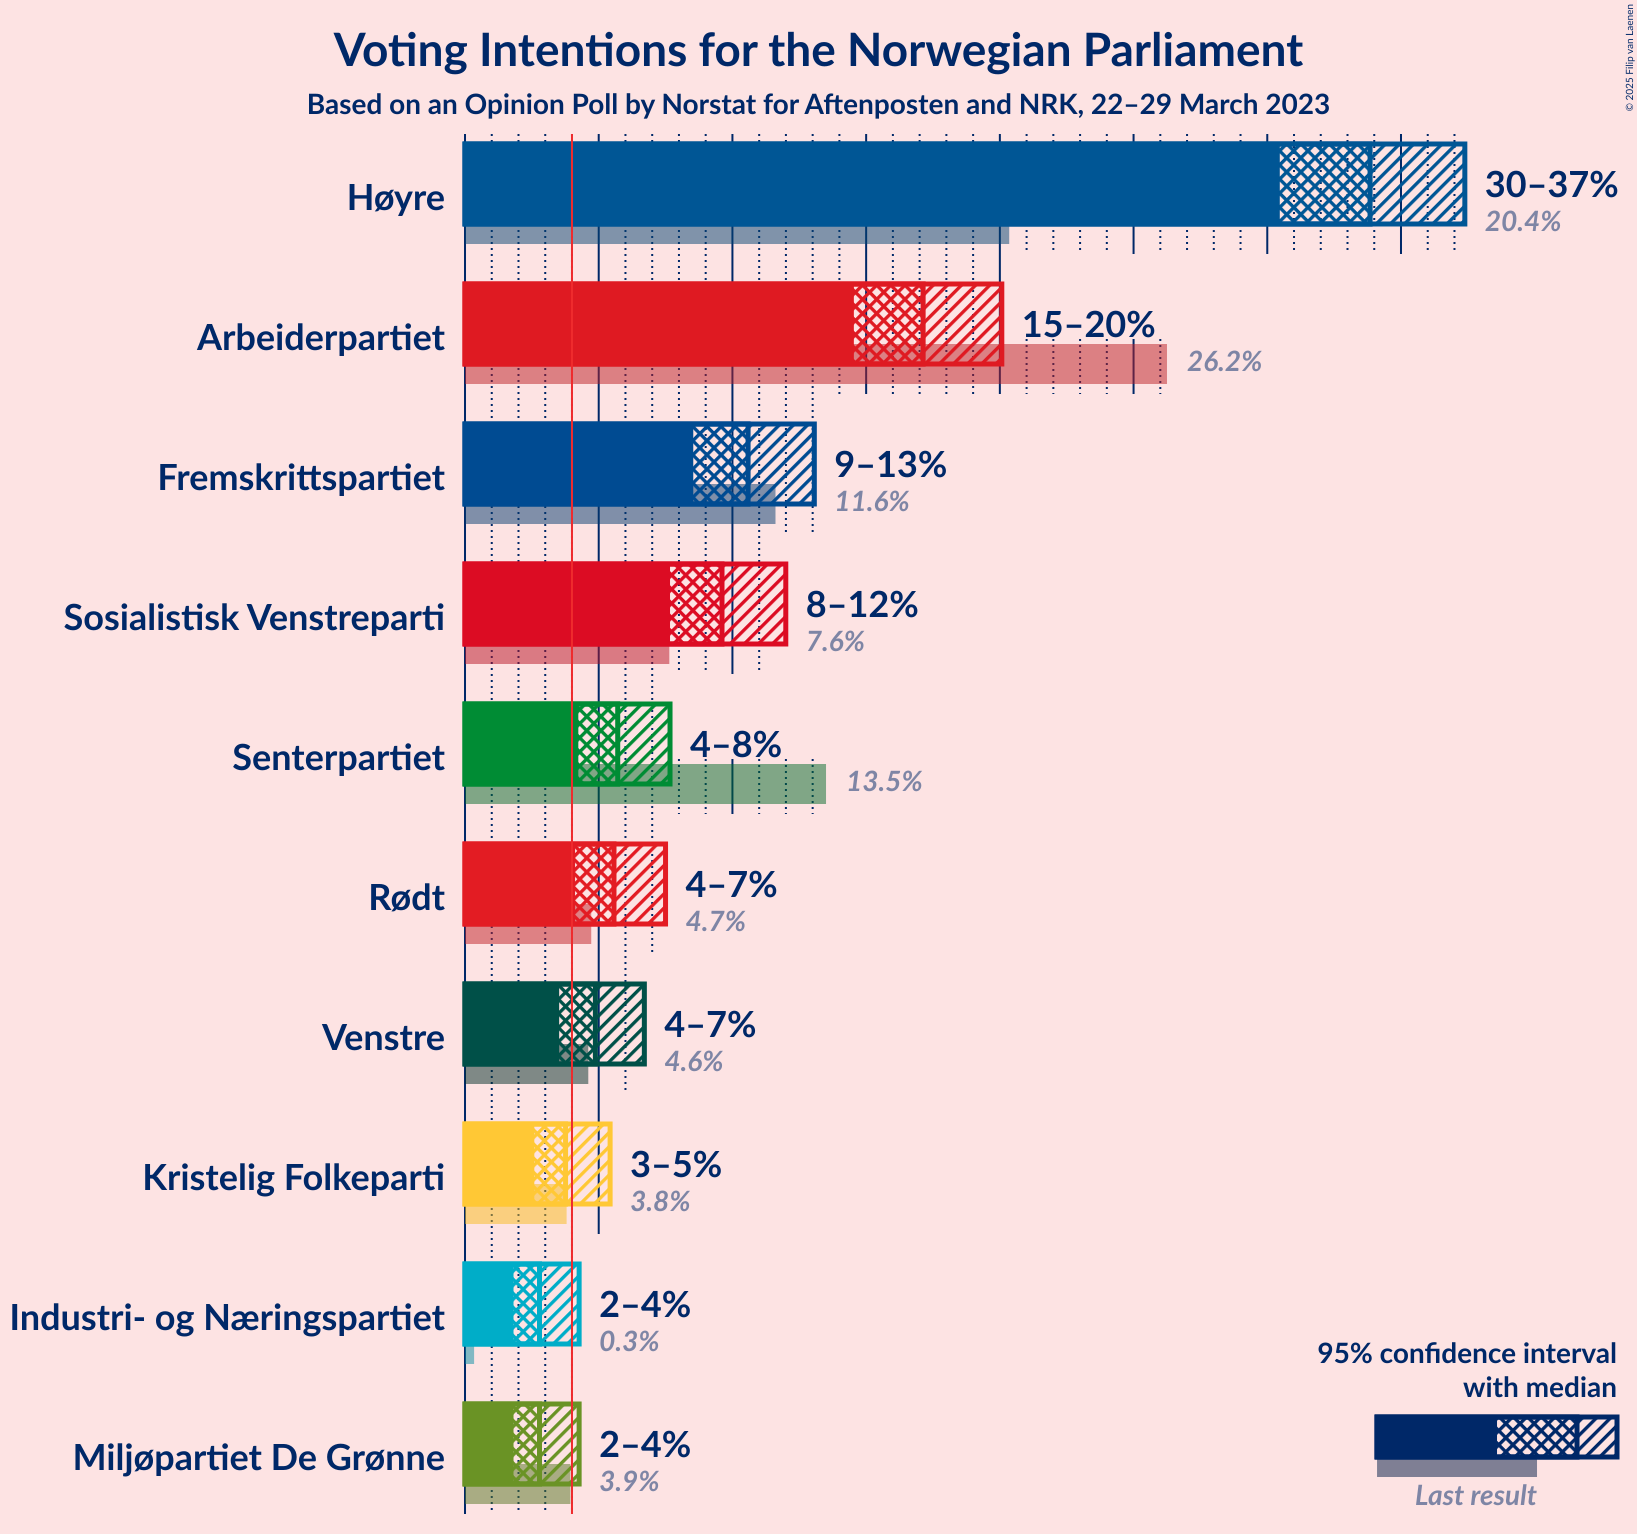 Voting Intentions for the Norwegian Parliament
Based on an Opinion Poll by Norstat for Aftenposten and NRK, 22–29 March 2023
© 2025 Filip van Laenen
Høyre
30–37%
20.4%
Arbeiderpartiet
15–20%
26.2%
Fremskrittspartiet
9–13%
11.6%
Sosialistisk Venstreparti
8–12%
7.6%
Senterpartiet
4–8%
13.5%
Rødt
4–7%
4.7%
Venstre
4–7%
4.6%
Kristelig Folkeparti
3–5%
3.8%
Industri- og Næringspartiet
2–4%
0.3%
Miljøpartiet De Grønne
2–4%
3.9%
95% confidence interval
with median
Last result